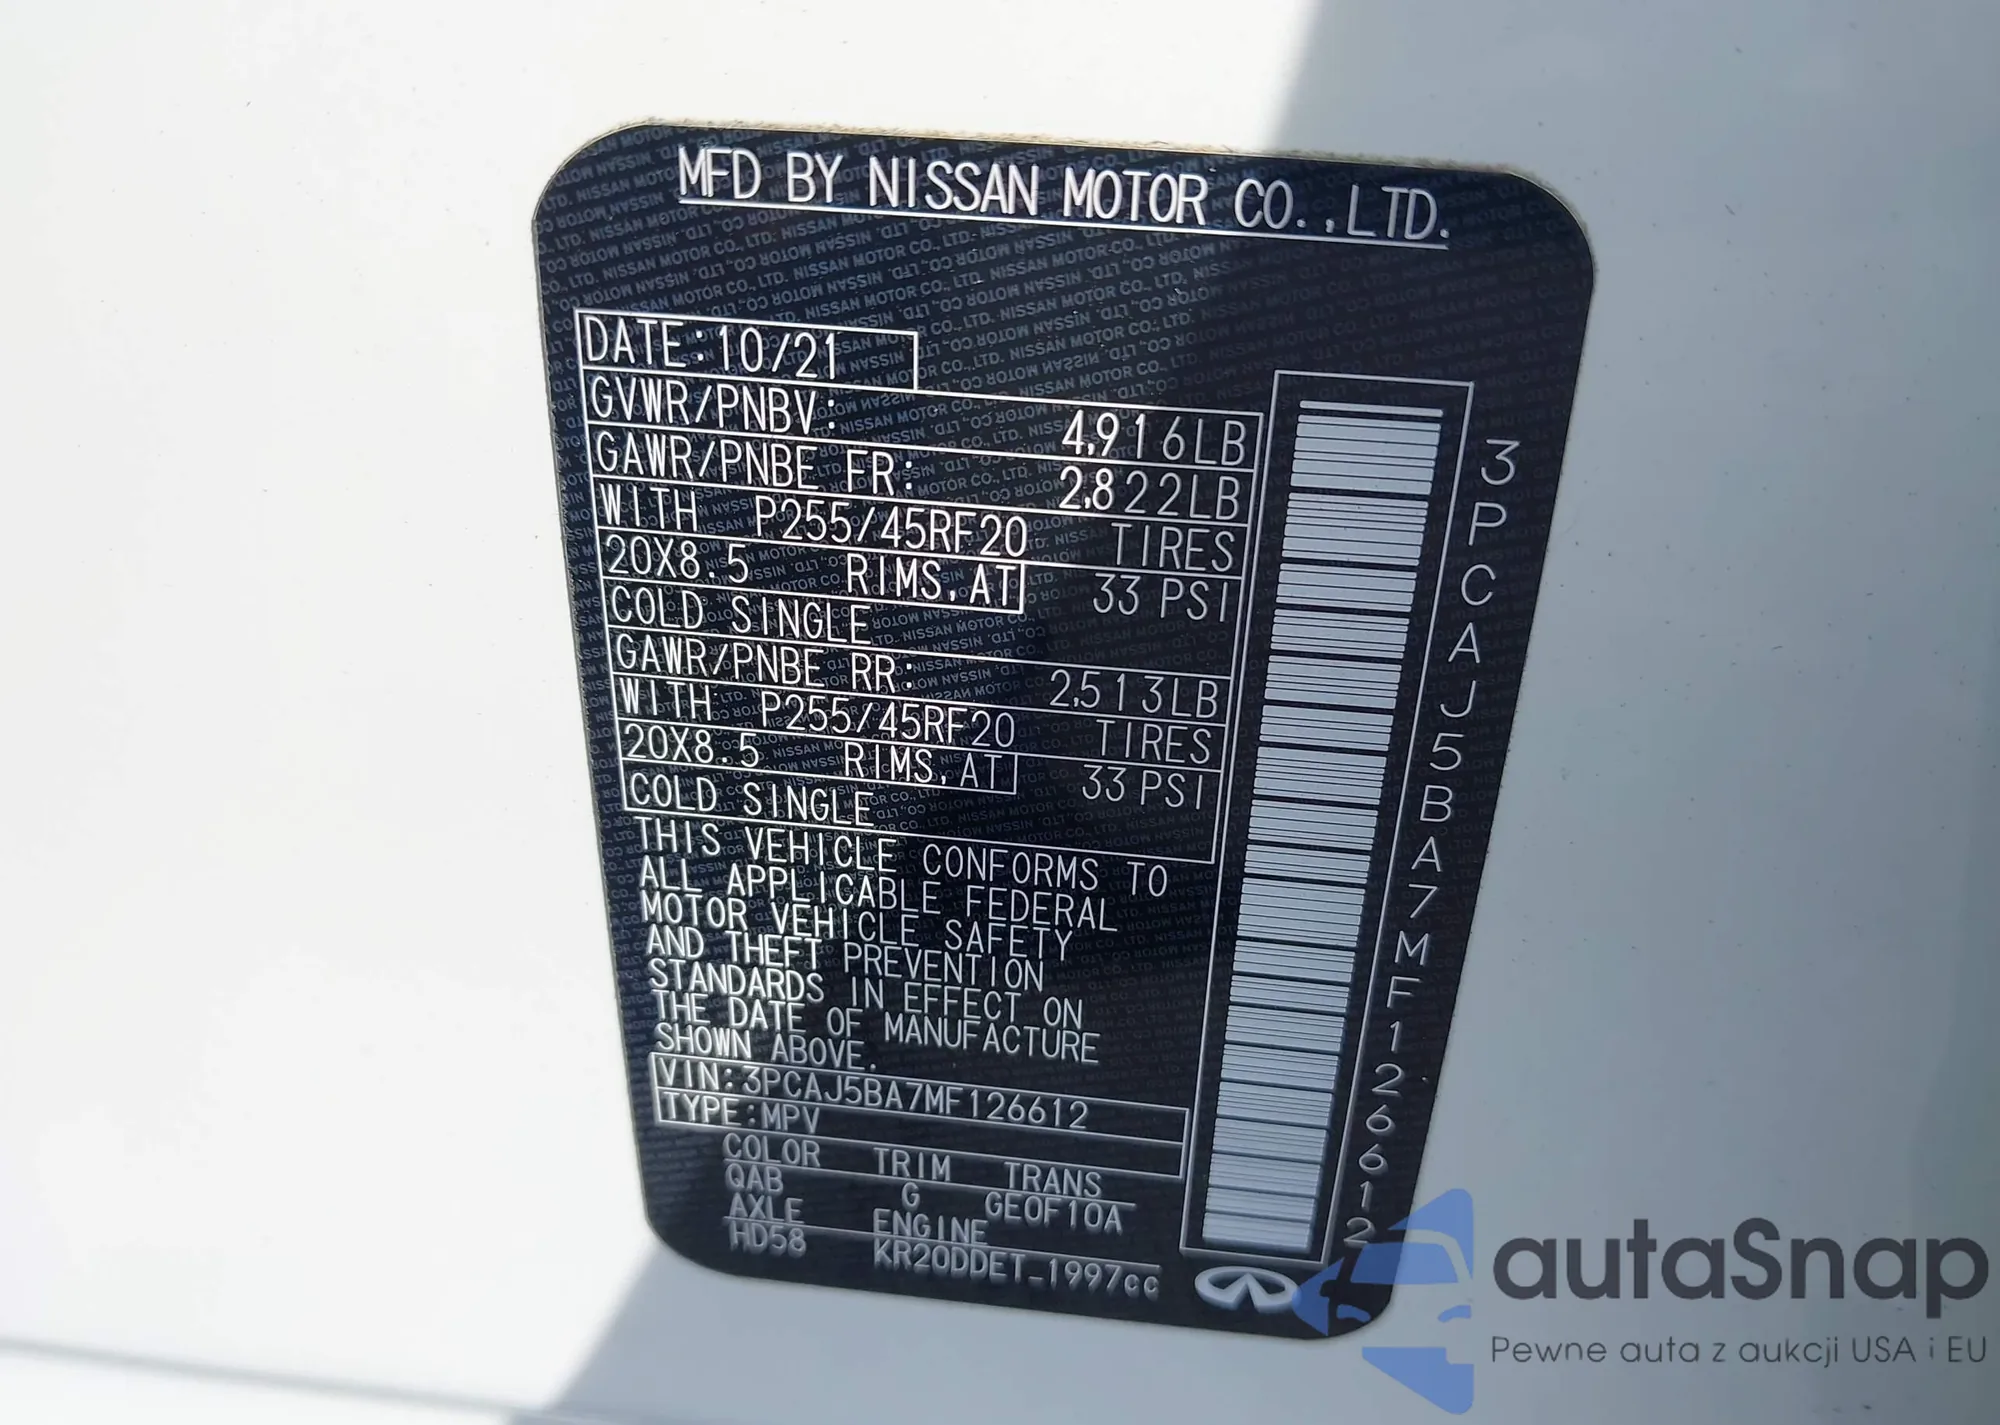 MFD BY NISSAN MOTOR CO.,LTD.
DATE:10/21
GVWR/PNBV: 4,916LB
GAWR/PNBE FR: 2,822LB
WITH P255/45RF20 TIRES
20X8.5 RIMS,AT 33 PSI
COLD SINGLE
GAWR/PNBE RR: 2,513LB
WITH P255/45RF20 TIRES
20X8.5 RIMS,AT 33 PSI
COLD SINGLE
THIS VEHICLE CONFORMS TO
ALL APPLICABLE FEDERAL
MOTOR VEHICLE SAFETY
AND THEFT PREVENTION
STANDARDS IN EFFECT ON
THE DATE OF MANUFACTURE
SHOWN ABOVE.
VIN:3PCAJ5BA7MF126612
TYPE:MPV
COLOR TRIM TRANS
QAB G GE0F10A
AXLE ENGINE
HD58 KR20DDET_1997cc
3PCAJ5BA7MF126612
autaSnap
Pewne auta z aukcji USA i EU